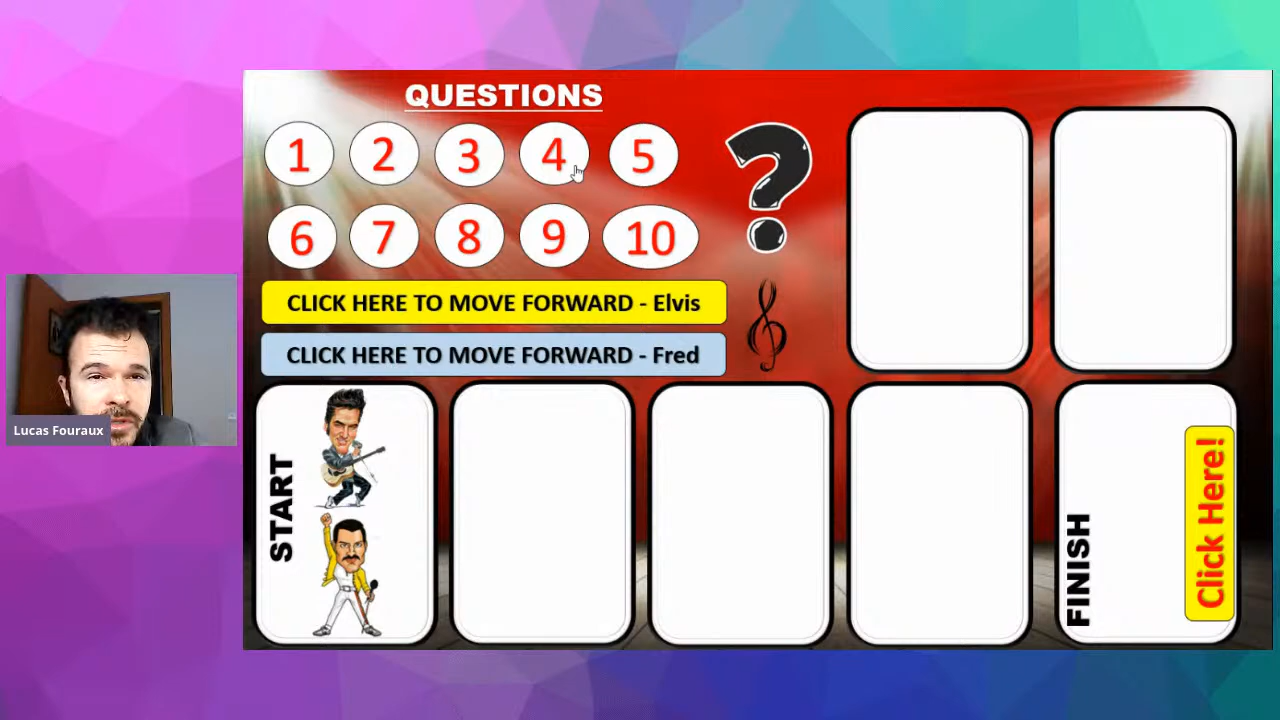 QUESTIONS
1 2 3 4 5
6 7 8 9 10
?
CLICK HERE TO MOVE FORWARD - Elvis
CLICK HERE TO MOVE FORWARD - Fred
Lucas Fouraux
START
FINISH
Click Here!